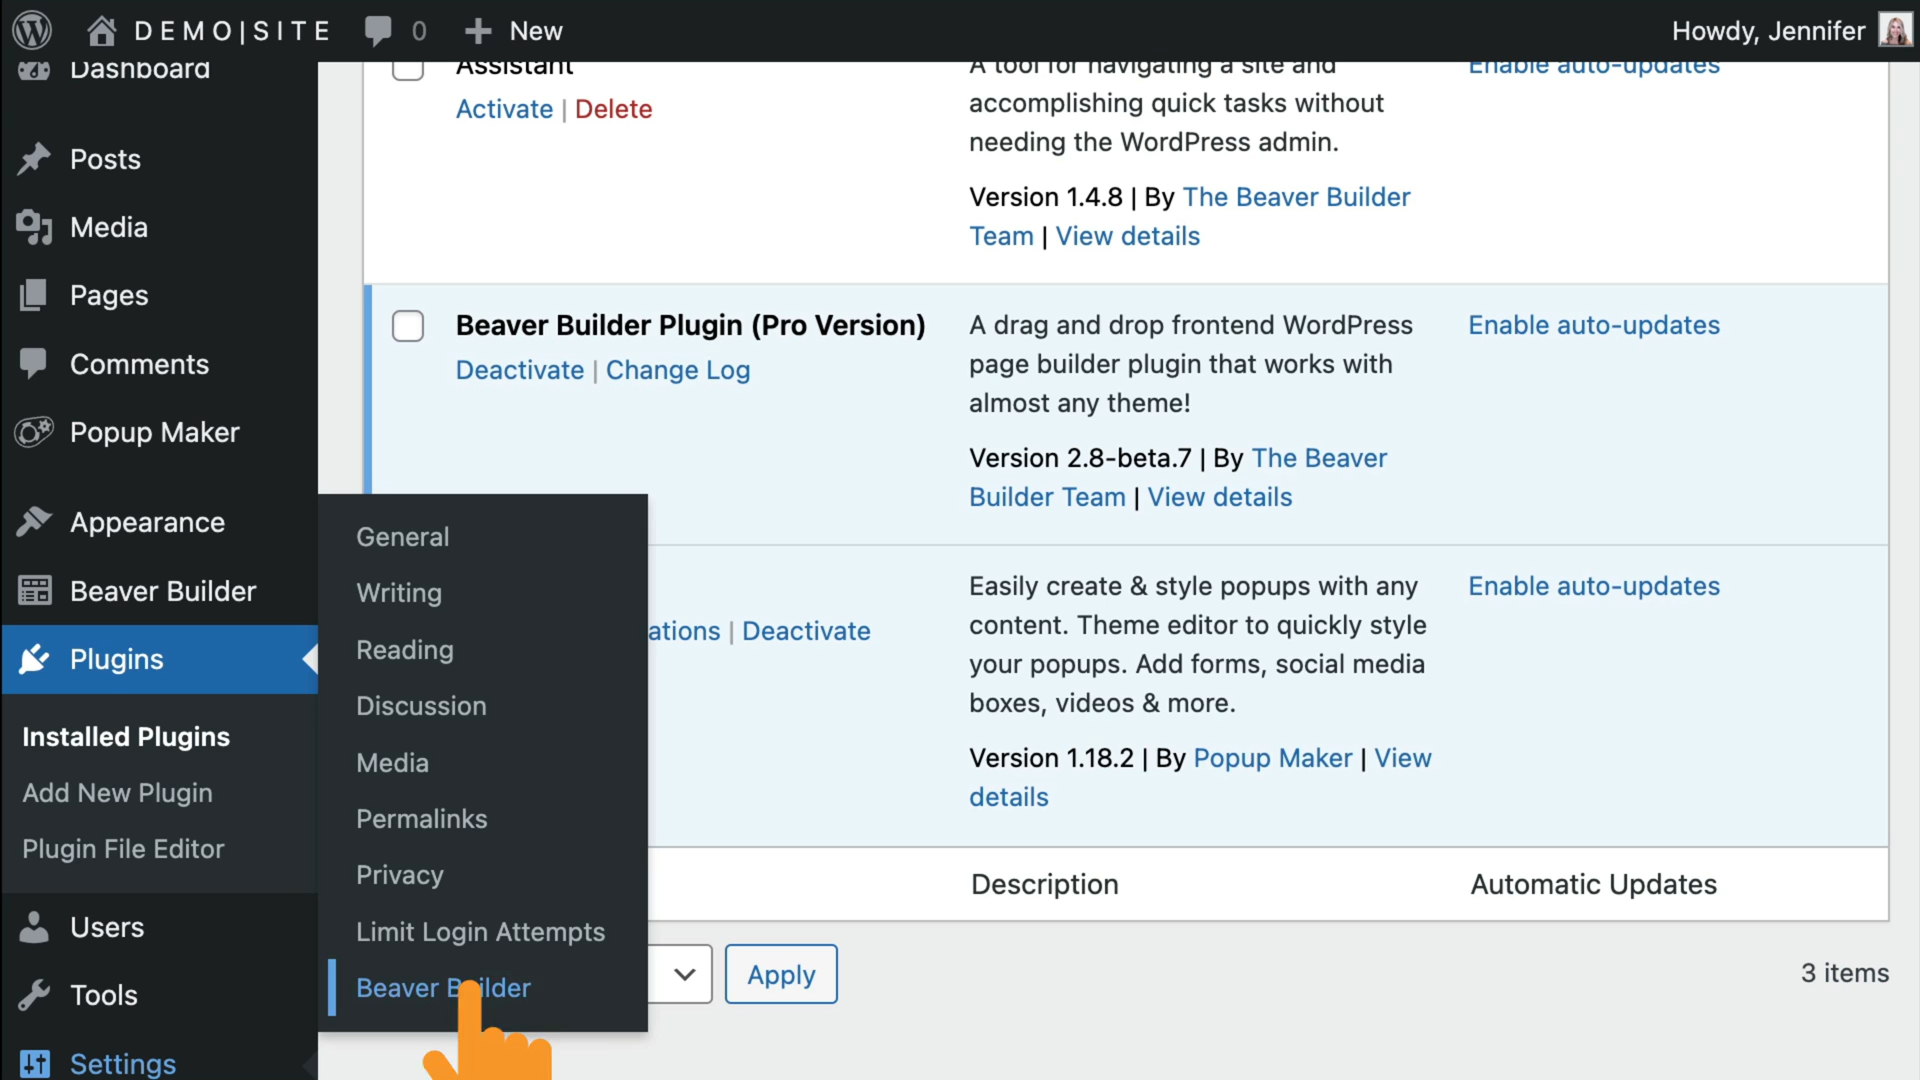 DEMO|SITE
0
New
Howdy, Jennifer
Dashboard
Posts
Media
Pages
Comments
Popup Maker
Appearance
Beaver Builder
Plugins
Installed Plugins
Add New Plugin
Plugin File Editor
Users
Tools
Settings
General
Writing
Reading
Discussion
Media
Permalinks
Privacy
Limit Login Attempts
Beaver Builder
Assistant
Activate | Delete
A tool for navigating a site and
accomplishing quick tasks without
needing the WordPress admin.
Version 1.4.8 | By The Beaver Builder
Team | View details
Enable auto-updates
Beaver Builder Plugin (Pro Version)
Deactivate | Change Log
A drag and drop frontend WordPress
page builder plugin that works with
almost any theme!
Version 2.8-beta.7 | By The Beaver
Builder Team | View details
Enable auto-updates
ations | Deactivate
Easily create & style popups with any
content. Theme editor to quickly style
your popups. Add forms, social media
boxes, videos & more.
Version 1.18.2 | By Popup Maker | View
details
Enable auto-updates
Description
Automatic Updates
Apply
3 items